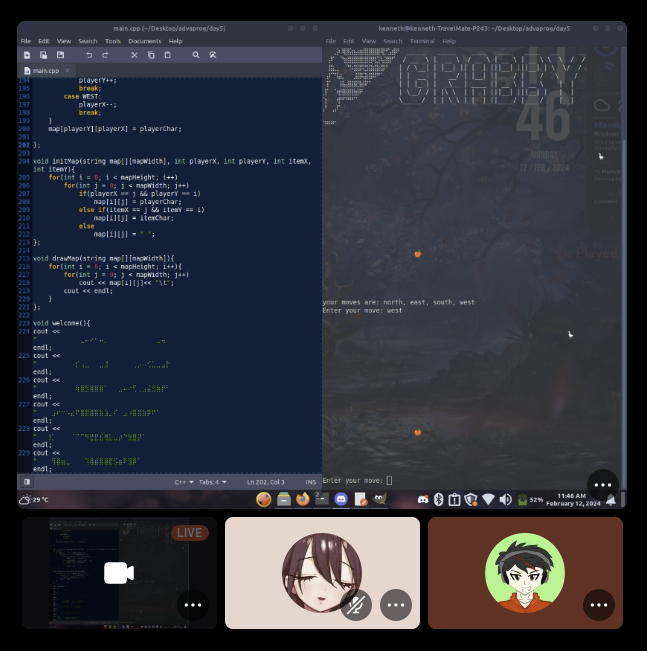 main.cpp (~/Desktop/advaprog/day5)
File Edit View Search Tools Documents Help
main.cpp ×
194 playerY++;
195 break;
196 case WEST:
197 playerX--;
198 break;
199 }
200 map[playerY][playerX] = playerChar;
201
202 };
203
204 void initMap(string map[][mapWidth], int playerX, int playerY, int itemX,
int itemY){
205 for(int i = 0; i < mapHeight; i++)
206 for(int j = 0; j < mapWidth; j++)
207 if(playerX == j && playerY == i)
208 map[i][j] = playerChar;
209 else if(itemX == j && itemY == i)
210 map[i][j] = itemChar;
211 else
212 map[i][j] = " ";
213 };
214
215 void drawMap(string map[][mapWidth]){
216 for(int i = 0; i < mapHeight; i++){
217 for(int j = 0; j < mapWidth; j++)
218 cout << map[i][j]<< "\t";
219 cout << endl;
220 }
221 };
222
223 void welcome(){
224 cout <<
endl;
225 cout <<
endl;
226 cout <<
endl;
227 cout <<
endl;
228 cout <<
endl;
229 cout <<
endl;
C++ Tabs: 4 Ln 202, Col 3 INS
kenneth@kenneth-TravelMate-P243: ~/Desktop/advaprog/day5
File Edit View Search Terminal Help
46
MONDAY
12 / FEB, 2024
your moves are: north, east, south, west
Enter your move: west
Enter your move:
29 °C
52%
11:46 AM
February 12, 2024
LIVE